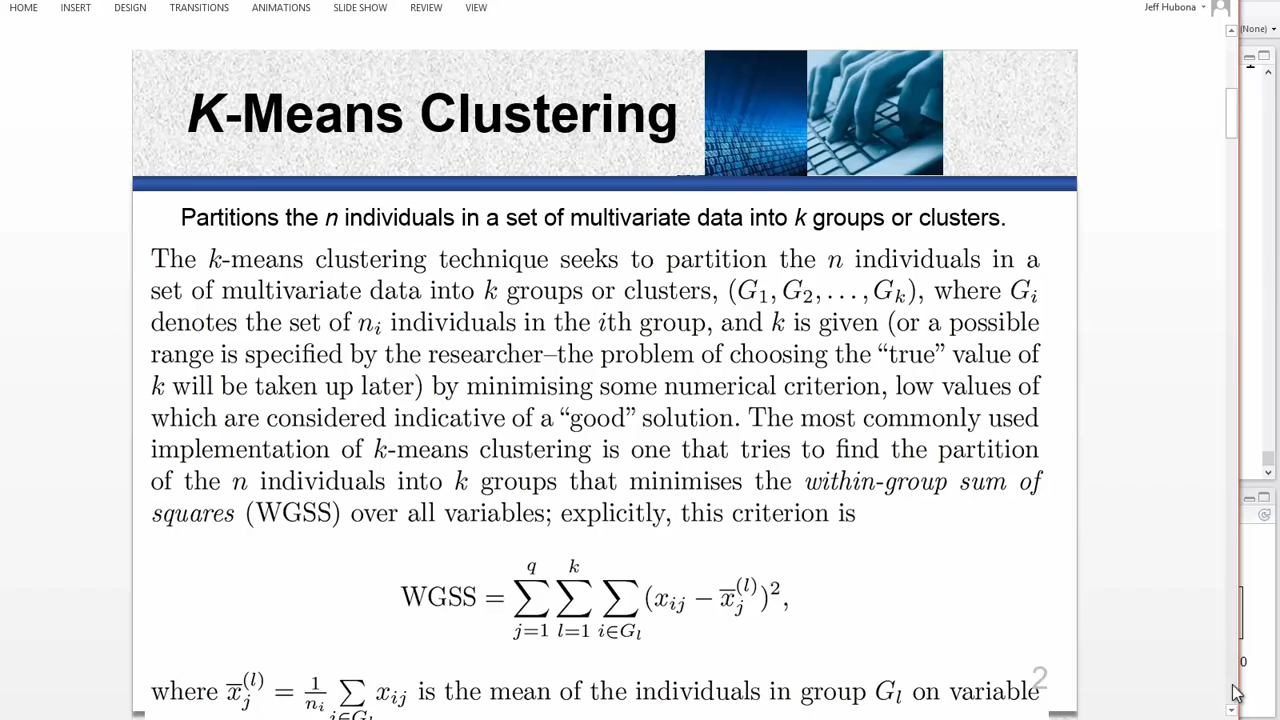 HOME INSERT DESIGN TRANSITIONS ANIMATIONS SLIDE SHOW REVIEW VIEW Jeff Hubona
(None)
K-Means Clustering
Partitions the n individuals in a set of multivariate data into k groups or clusters.
The k-means clustering technique seeks to partition the n individuals in a
set of multivariate data into k groups or clusters, (G₁, G₂, . . . , Gₖ), where Gᵢ
denotes the set of nᵢ individuals in the ith group, and k is given (or a possible
range is specified by the researcher–the problem of choosing the “true” value of
k will be taken up later) by minimising some numerical criterion, low values of
which are considered indicative of a “good” solution. The most commonly used
implementation of k-means clustering is one that tries to find the partition
of the n individuals into k groups that minimises the within-group sum of
squares (WGSS) over all variables; explicitly, this criterion is
WGSS = ∑_{j=1}^{q} ∑_{l=1}^{k} ∑_{i∈G_l} (x_{ij} − x̅_j^{(l)})²,
0
2
where x̅_j^{(l)} = 1/n_i ∑_{i∈G_l} x_{ij} is the mean of the individuals in group G_l on variable